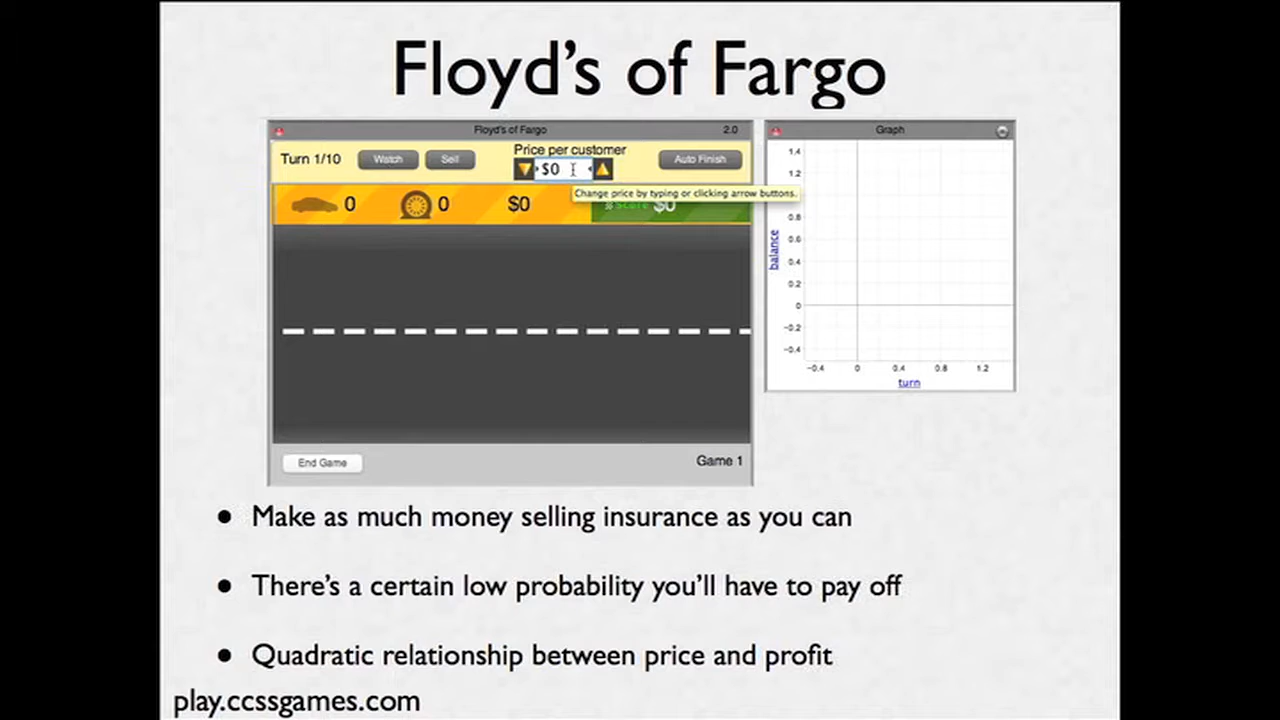 Floyd's of Fargo
Floyd's of Fargo 2.0
Turn 1/10 Watch Sell Price per customer $0 Auto Finish
Change price by typing or clicking arrow buttons.
0 0 $0 Score $0
End Game Game 1
Graph
1.4
1.2
0.8
0.6
0.4
0.2
0
-0.2
-0.4
balance
-0.4 0 0.4 0.8 1.2
turn
• Make as much money selling insurance as you can
• There's a certain low probability you'll have to pay off
• Quadratic relationship between price and profit
play.ccssgames.com